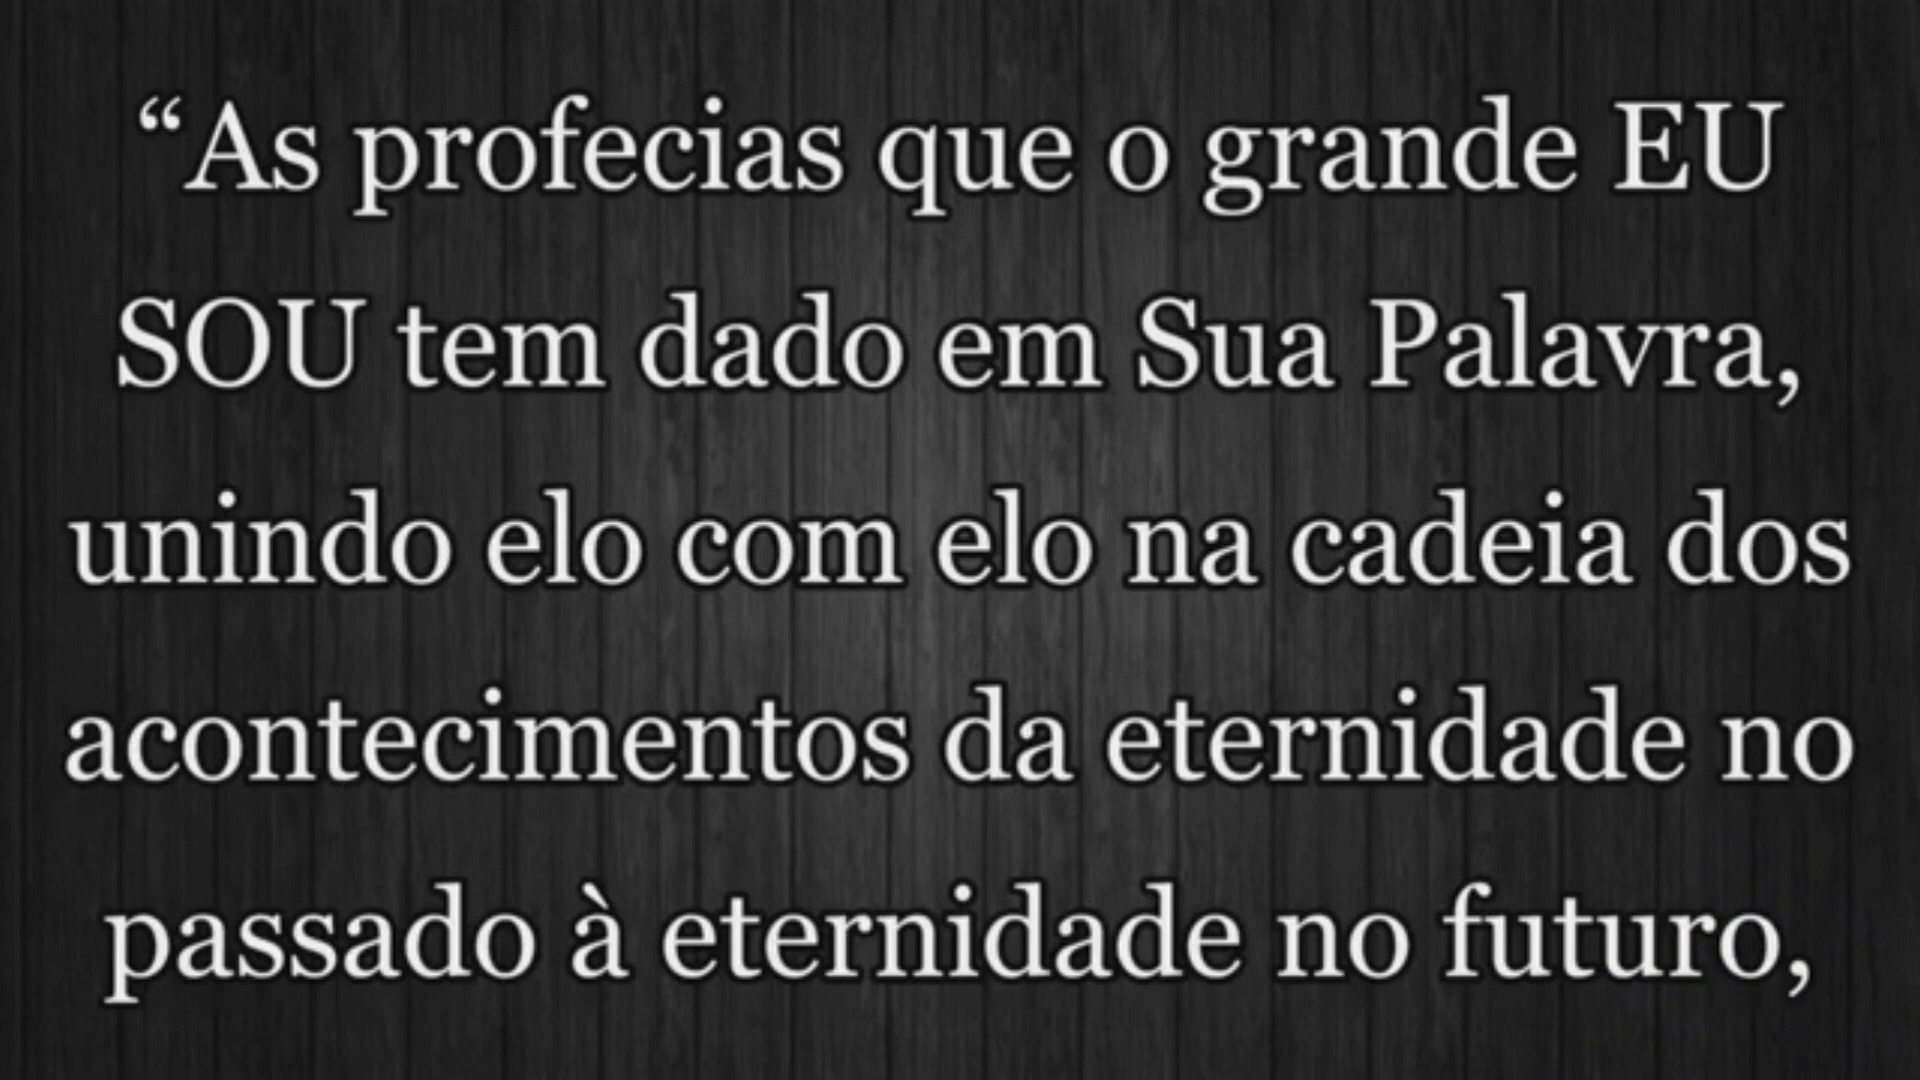 “As profecias que o grande EU
SOU tem dado em Sua Palavra,
unindo elo com elo na cadeia dos
acontecimentos da eternidade no
passado à eternidade no futuro,